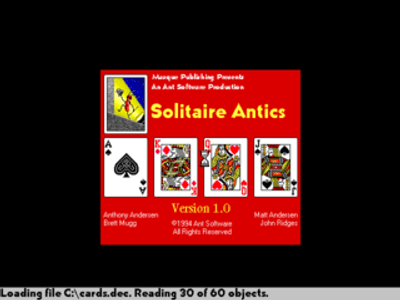 Masque Publishing Presents
An Ant Software Production
Solitaire Antics
A K Q J
A
Version 1.0
Anthony Andersen
Brett Mugg
©1994 Ant Software
All Rights Reserved
Matt Andersen
John Ridges
Loading file C:\cards.dec. Reading 30 of 60 objects.